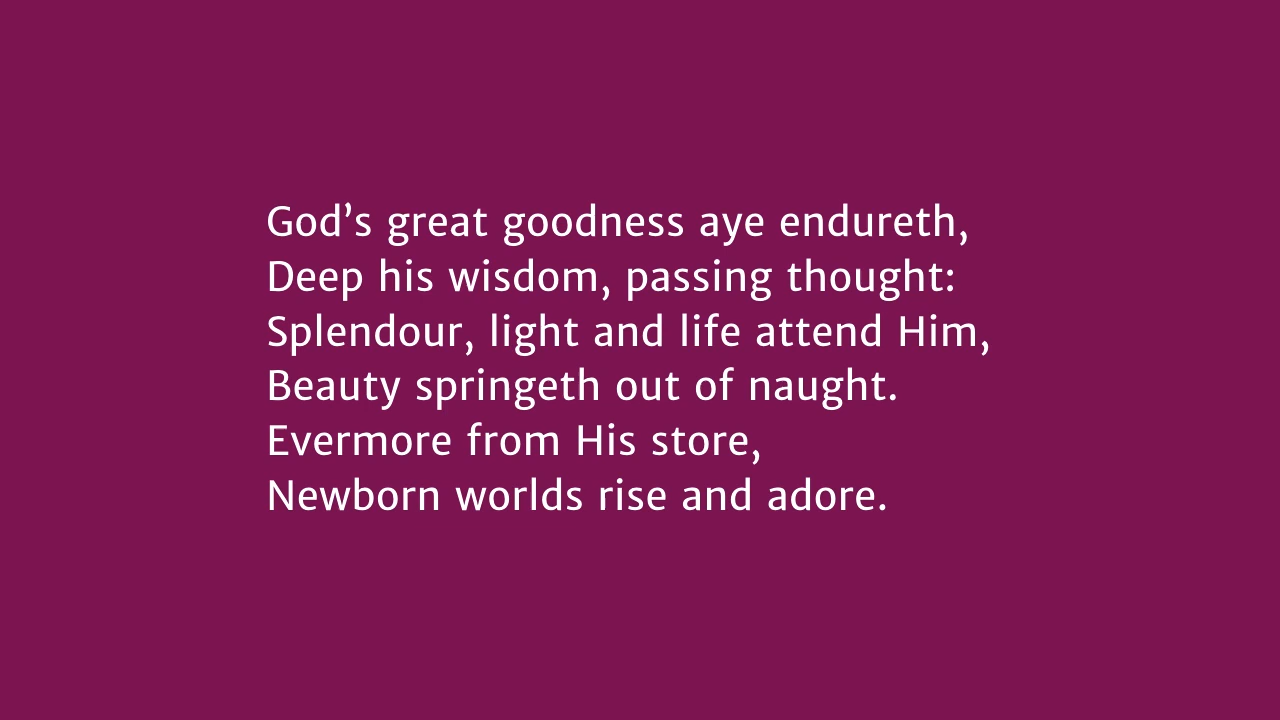 God’s great goodness aye endureth,
Deep his wisdom, passing thought:
Splendour, light and life attend Him,
Beauty springeth out of naught.
Evermore from His store,
Newborn worlds rise and adore.